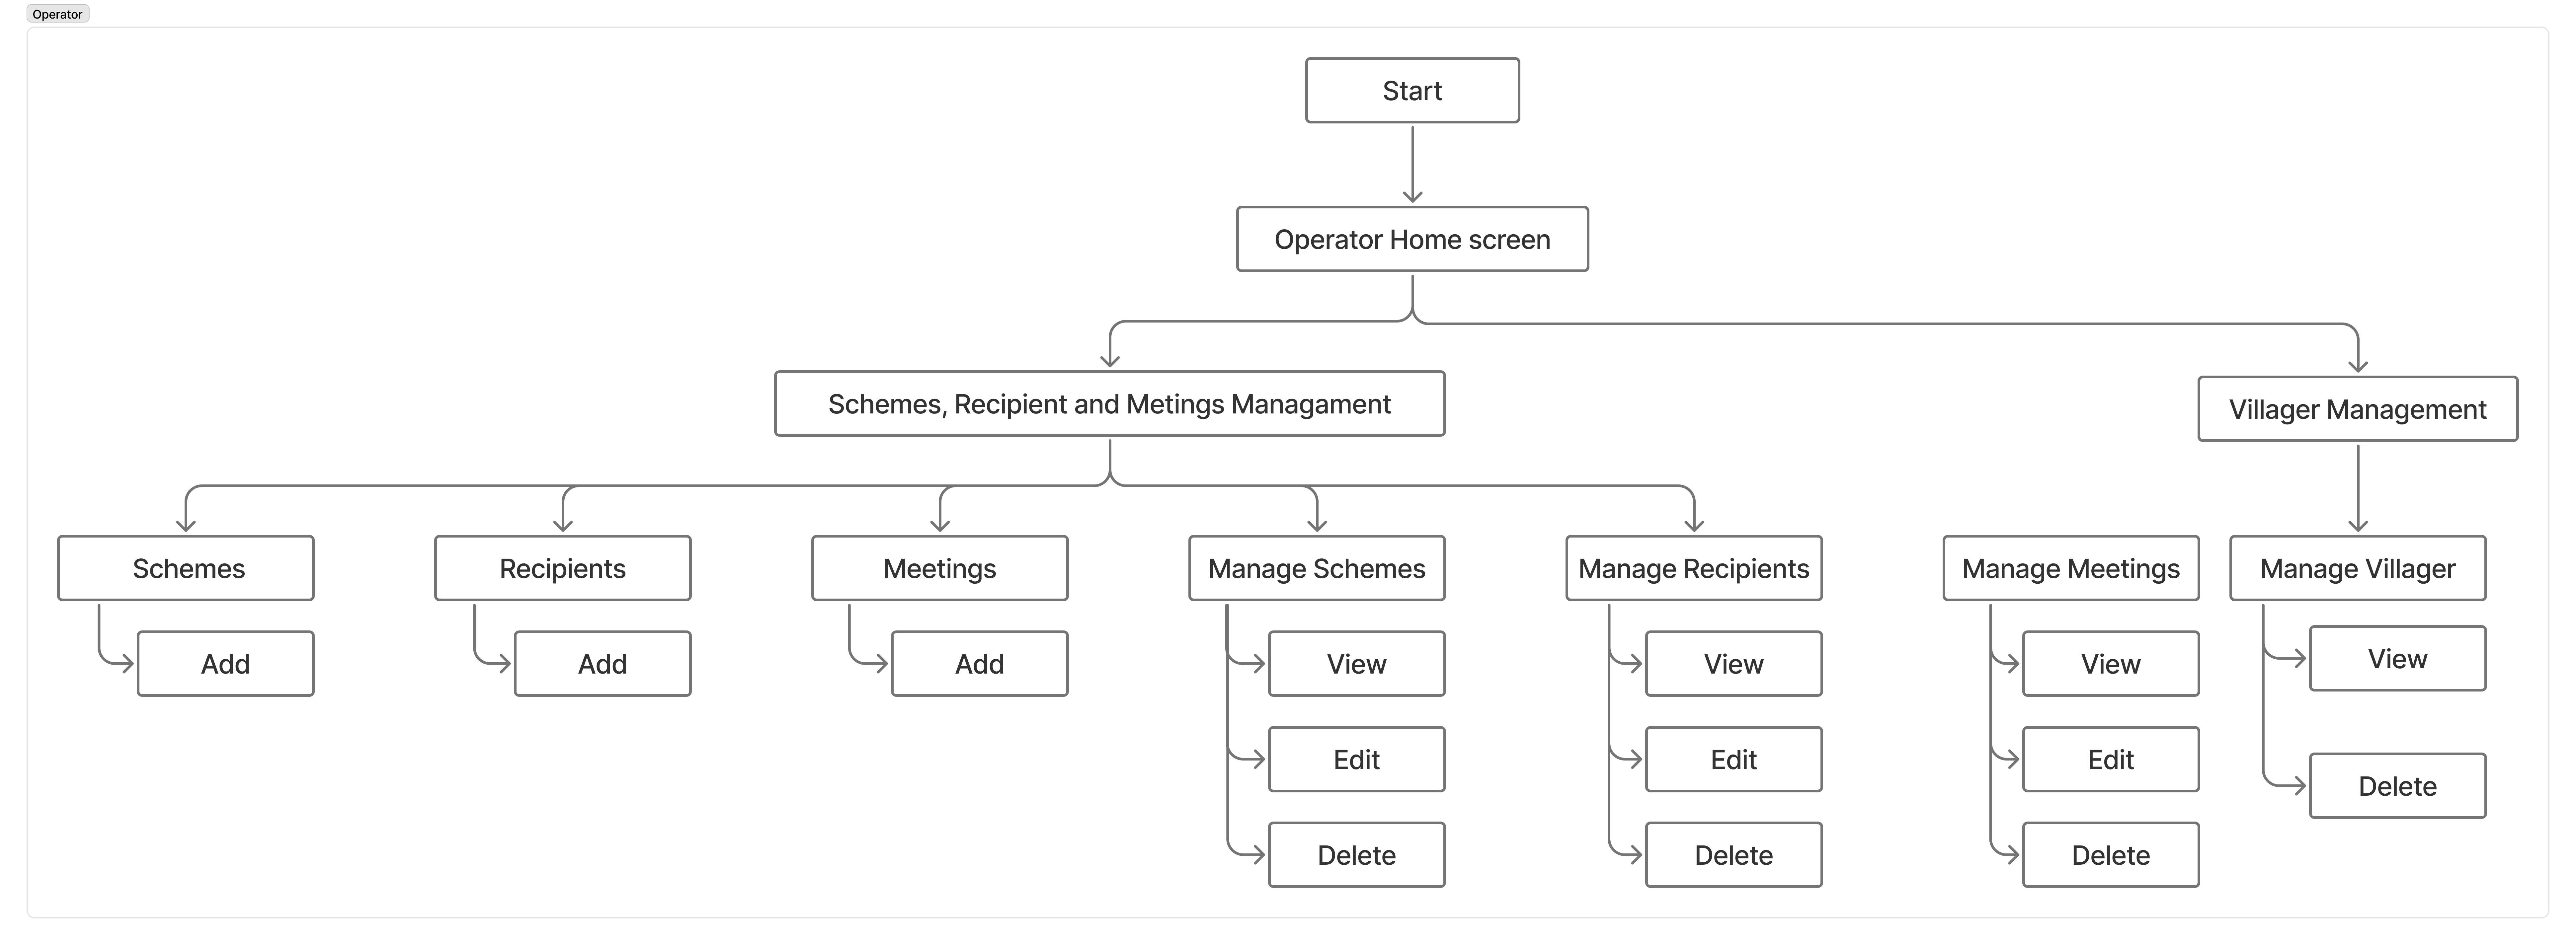 Operator
Start
Operator Home screen
Schemes, Recipient and Metings Managament
Villager Management
Schemes
Recipients
Meetings
Manage Schemes
Manage Recipients
Manage Meetings
Manage Villager
Add
Add
Add
View
View
View
View
Edit
Edit
Edit
Delete
Delete
Delete
Delete